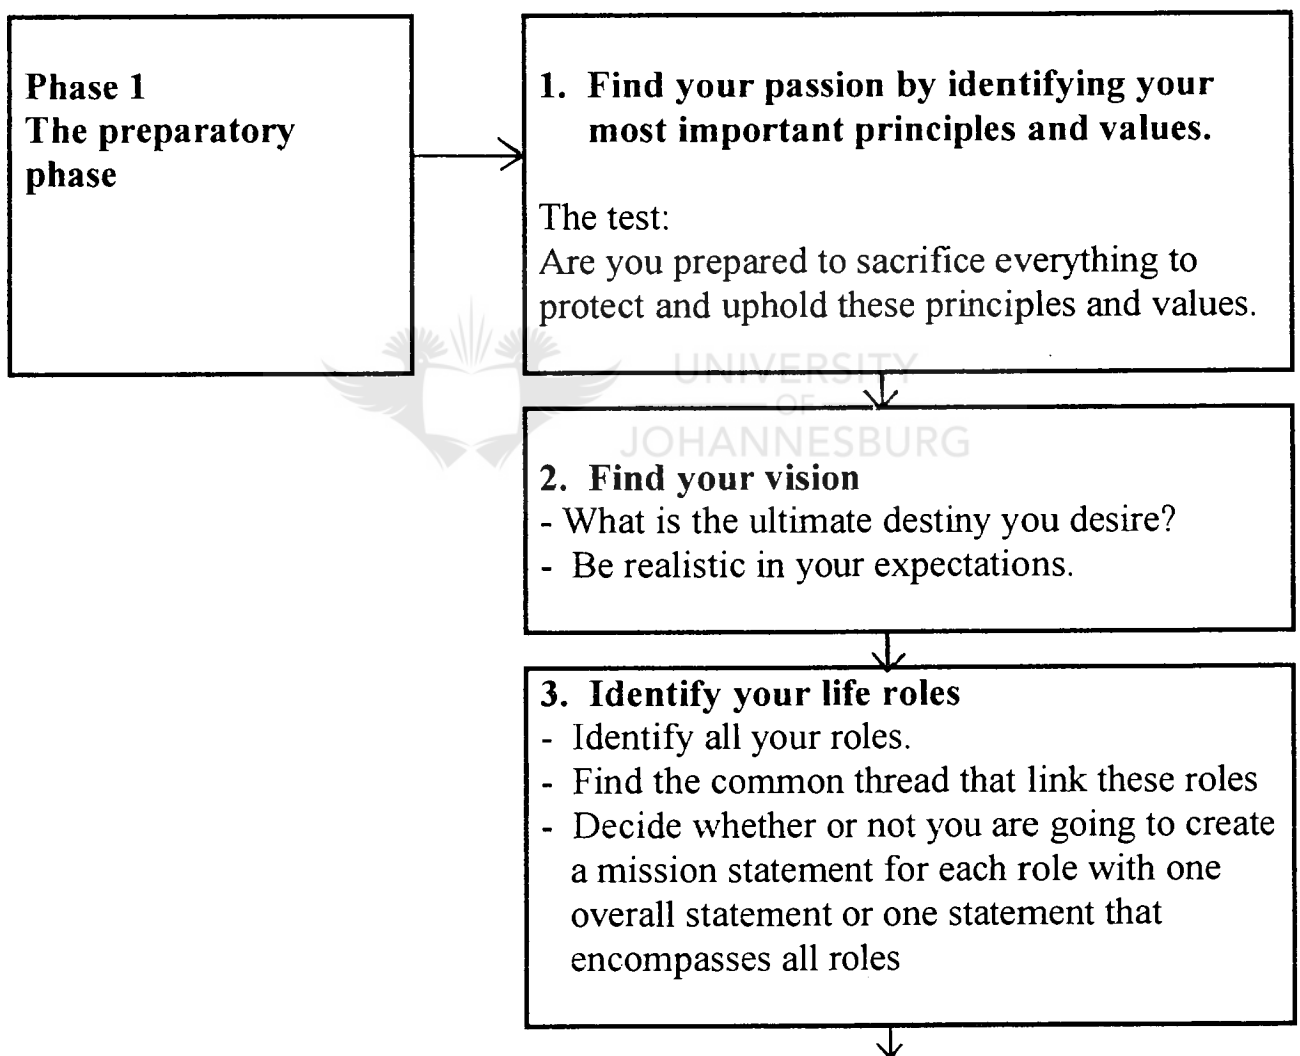 Phase 1
The preparatory
phase
1. Find your passion by identifying your
most important principles and values.
The test:
Are you prepared to sacrifice everything to
protect and uphold these principles and values.
UNIVERSITY
OF
JOHANNESBURG
2. Find your vision
- What is the ultimate destiny you desire?
- Be realistic in your expectations.
3. Identify your life roles
- Identify all your roles.
- Find the common thread that link these roles
- Decide whether or not you are going to create
a mission statement for each role with one
overall statement or one statement that
encompasses all roles